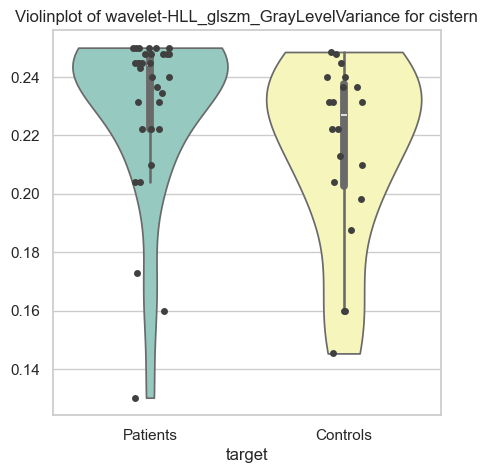 Violinplot of wavelet-HLL_glszm_GrayLevelVariance for cistern
0.24
0.22
0.20
0.18
0.16
0.14
Patients
Controls
target